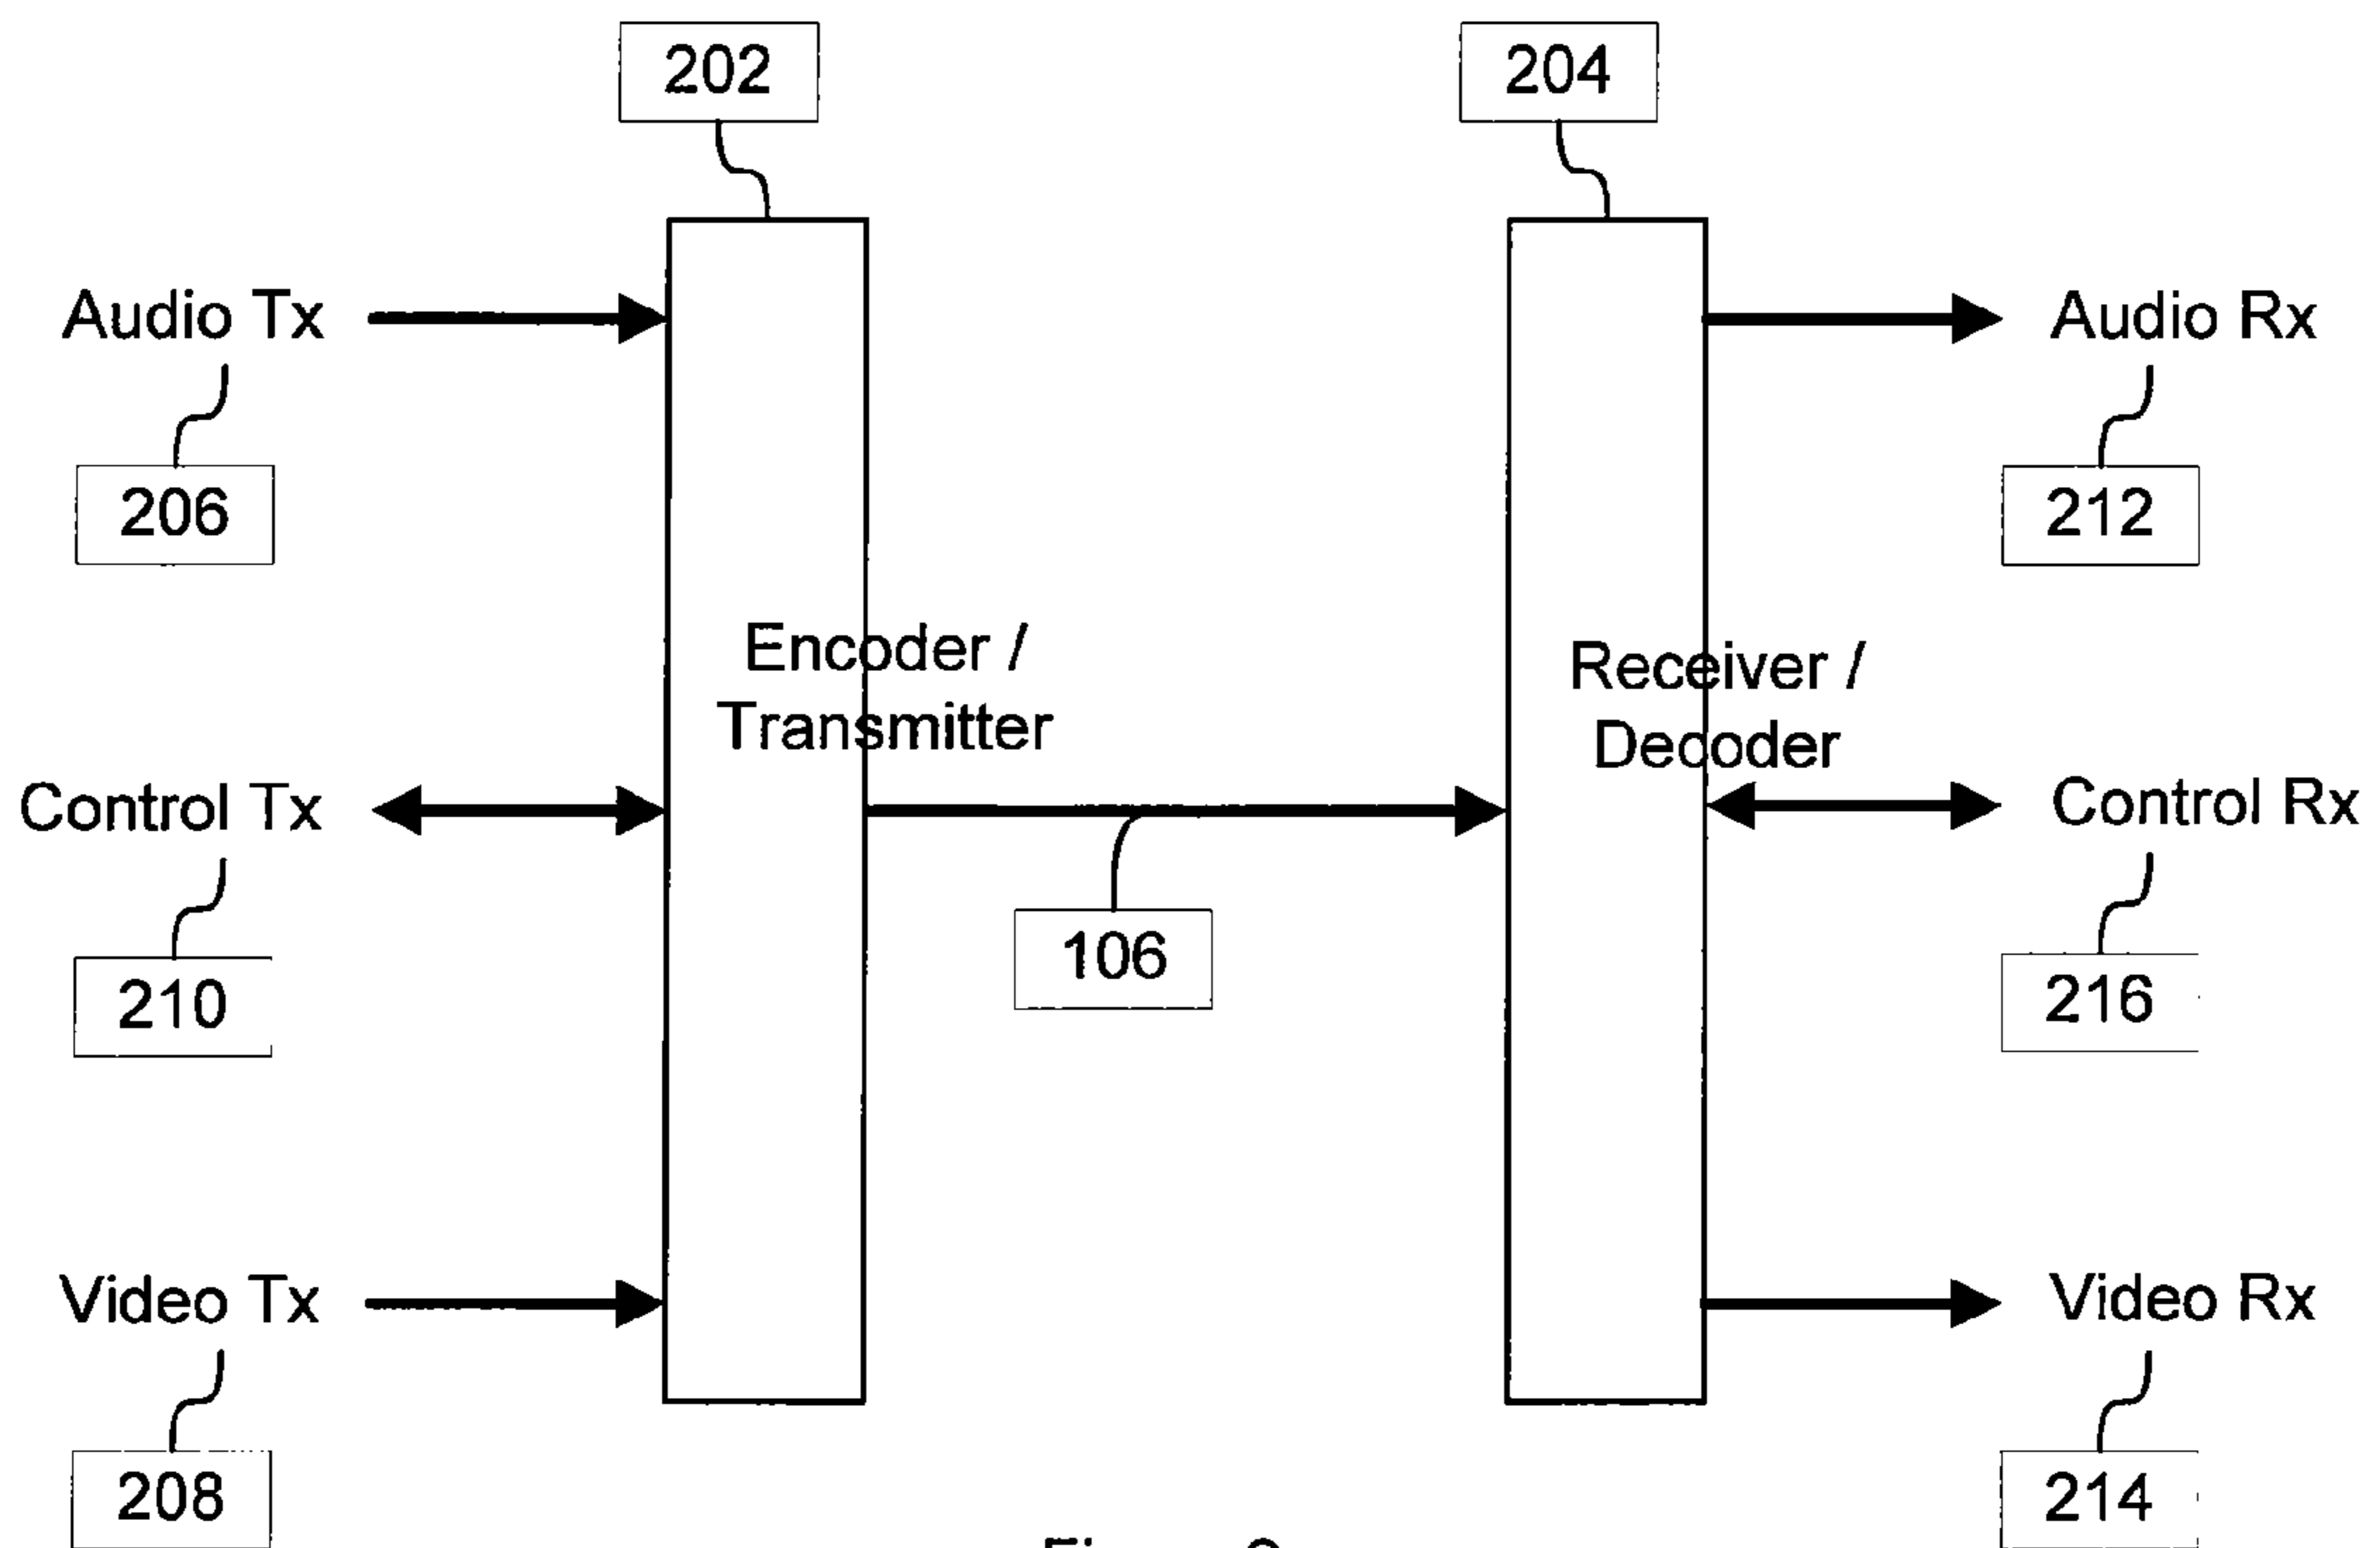 202
204
Audio Tx
Audio Rx
206
212
Encoder /
Transmitter
Receiver /
Decoder
Control Tx
Control Rx
210
106
216
Video Tx
Video Rx
208
214